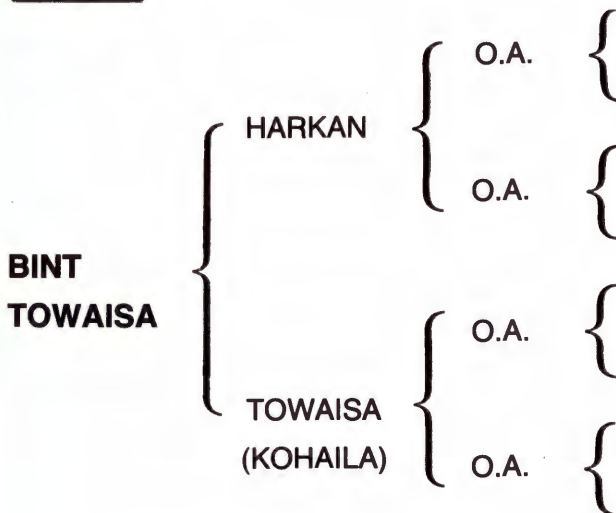 O.A.
HARKAN
O.A.
BINT
TOWAISA
O.A.
TOWAISA
(KOHAILA)
O.A.